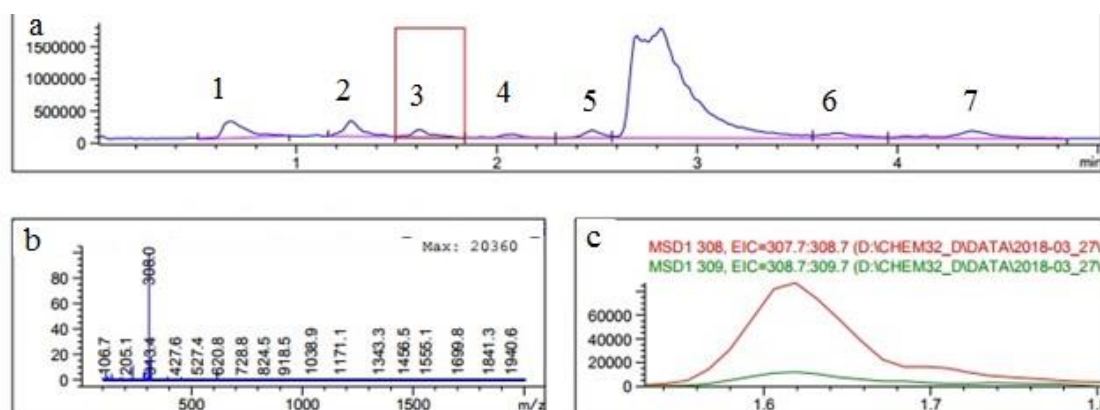 a
1500000
1000000
500000
0
1 2 3 4 5 6 7
1 2 3 4 min
b
Max: 20360
80
60
40
20
0
106.7 205.1 308.0 343.4 427.6 527.4 620.8 728.8 824.5 918.5 1038.9 1171.1 1343.3 1456.5 1555.1 1699.8 1841.3 1940.6
500 1000 1500 m/z
c
MSD1 308, EIC=307.7:308.7 (D:\CHEM32_D\DATA\2018-03_27\
MSD1 309, EIC=308.7:309.7 (D:\CHEM32_D\DATA\2018-03_27\
60000
40000
20000
0
1.6 1.7